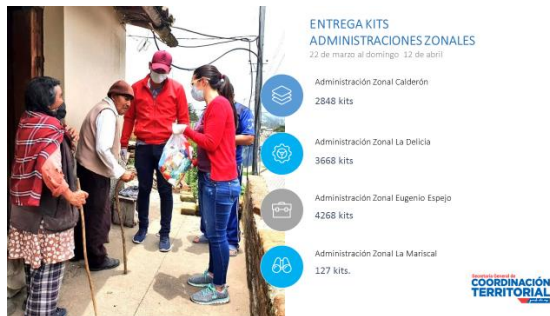 ENTREGA KITS
ADMINISTRACIONES ZONALES
22 de marzo al domingo 12 de abril
Administración Zonal Calderón
2848 kits
Administración Zonal La Delicia
3668 kits
Administración Zonal Eugenio Espejo
4268 kits
Administración Zonal La Mariscal
127 kits.
Secretaría General de
COORDINACIÓN
TERRITORIAL